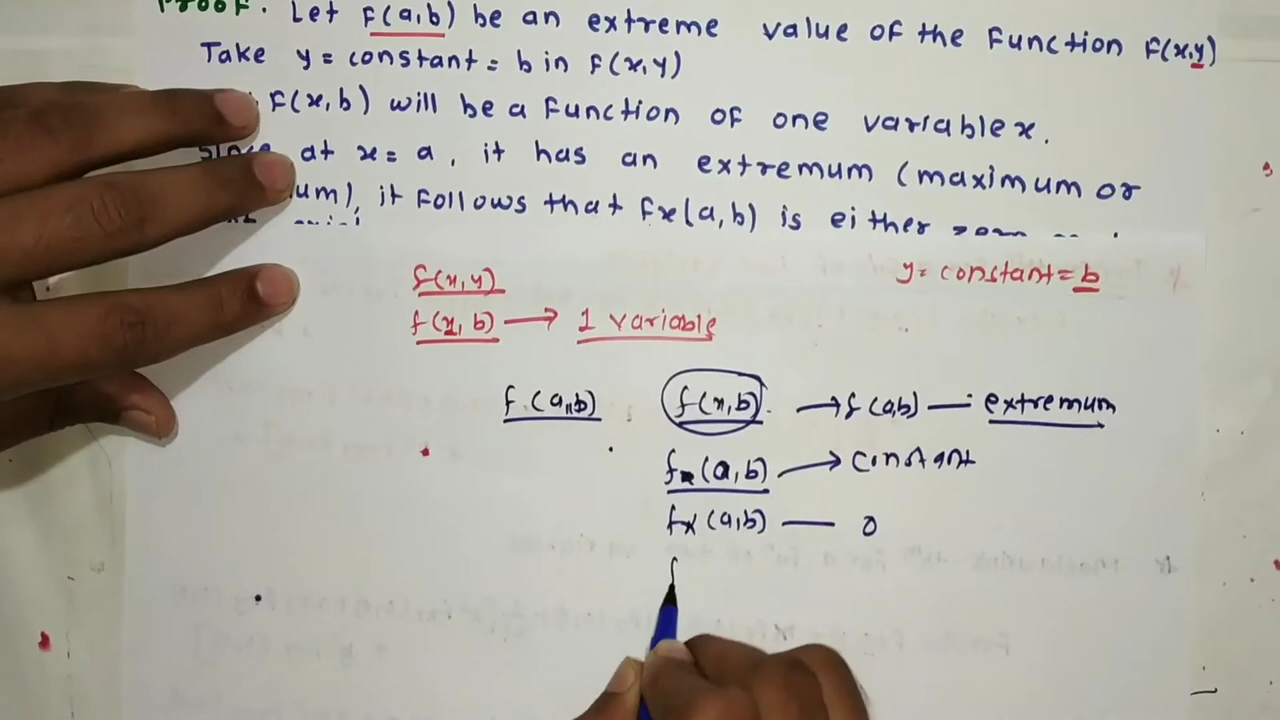 Proof. Let f(a,b) be an extreme value of the function f(x,y)
Take y = constant = b in f(x,y)
f(x,b) will be a function of one variable x.
Since at x = a, it has an extremum (maximum or
it follows that fx(a,b) is either
y = constant = b
f(x,y)
f(x,b) → 1 variable
f(a,b) f(x,b) → f(a,b) — extremum
fx(a,b) → constant
fx(a,b) — 0
f